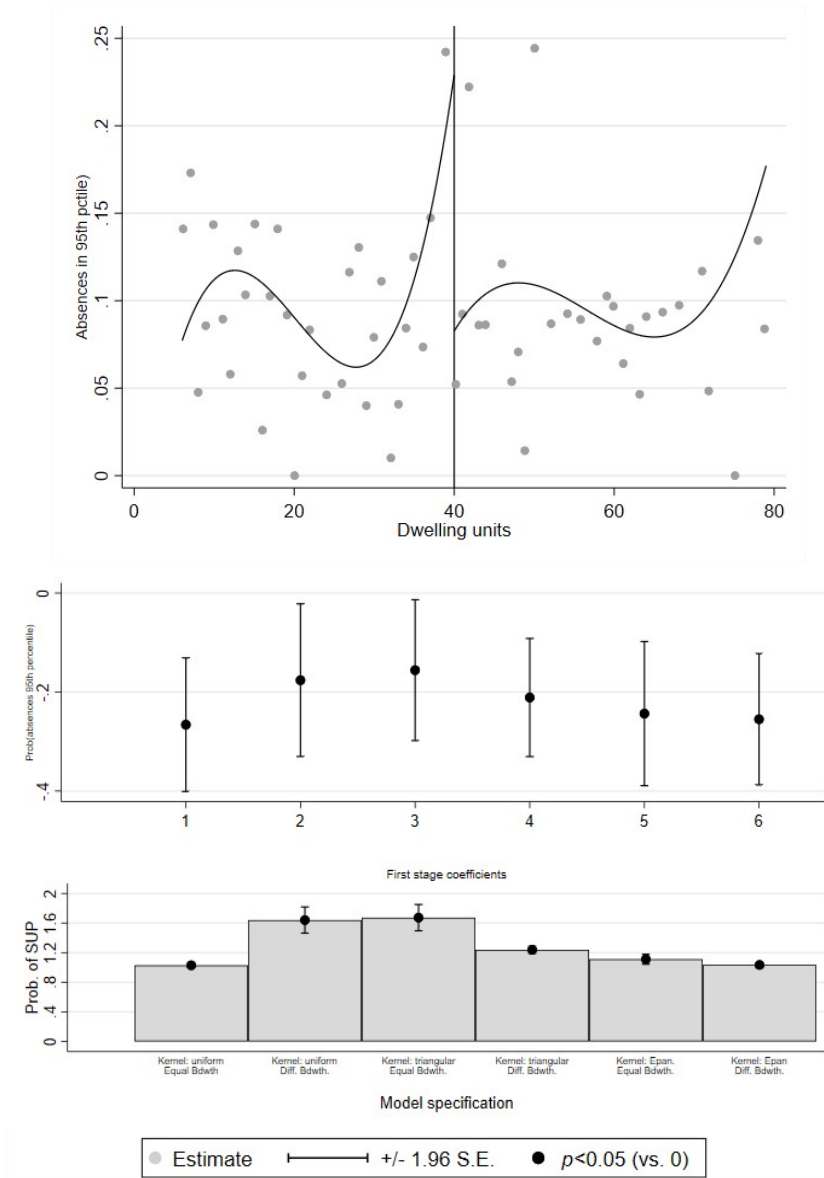 .25
.2
.15
.1
.05
0
Absences in 95th pctile)
0 20 40 60 80
Dwelling units
0
-.2
-.4
Prob(absences 95th percentile)
1 2 3 4 5 6
First stage coefficients
2
1.6
1.2
.8
.4
0
Prob. of SUP
Kernel: uniform Kernel: uniform Kernel: triangular Kernel: triangular Kernel: Epan. Kernel: Epan
Equal Bdwth Diff. Bdwth. Equal Bdwth. Diff. Bdwth. Equal Bdwth. Diff. Bdwth.
Model specification
Estimate +/- 1.96 S.E. p<0.05 (vs. 0)